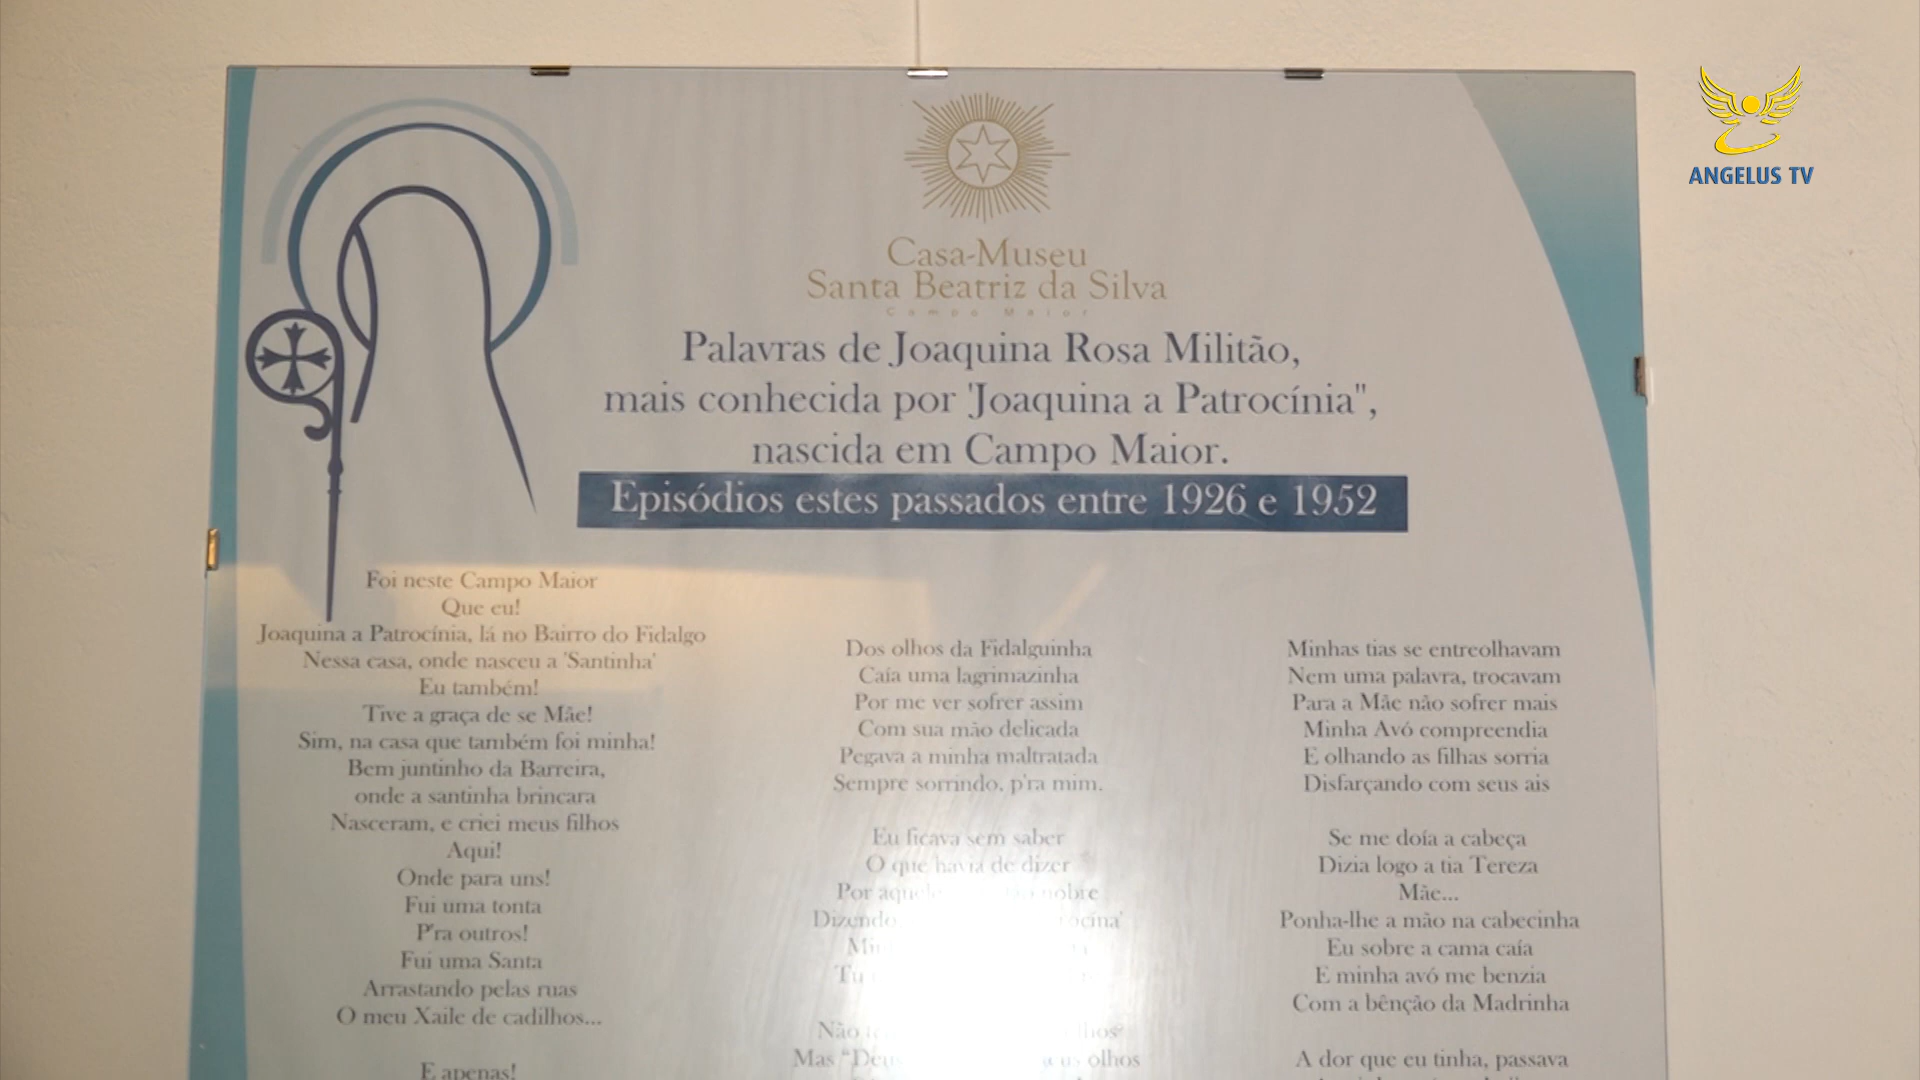 ANGELUS TV
Casa-Museu
Santa Beatriz da Silva
Campo Maior
Palavras de Joaquina Rosa Militão,
mais conhecida por 'Joaquina a Patrocínia",
nascida em Campo Maior.
Episódios estes passados entre 1926 e 1952
Foi neste Campo Maior
Que eu!
Joaquina a Patrocínia, lá no Bairro do Fidalgo
Nessa casa, onde nasceu a 'Santinha'
Eu também!
Tive a graça de se Mãe!
Sim, na casa que também foi minha!
Bem juntinho da Barreira,
onde a santinha brincara
Nasceram, e criei meus filhos
Aqui!
Onde para uns!
Fui uma tonta
P'ra outros!
Fui uma Santa
Arrastando pelas ruas
O meu Xaile de cadilhos...
E apenas!
Dos olhos da Fidalguinha
Caía uma lagrimazinha
Por me ver sofrer assim
Com sua mão delicada
Pegava a minha maltratada
Sempre sorrindo, p'ra mim.
Eu ficava sem saber
O que havia de dizer
Por nobre
Dizendo
Tu
Não
Mas olhos
Minhas tias se entreolhavam
Nem uma palavra, trocavam
Para a Mãe não sofrer mais
Minha Avó compreendia
E olhando as filhas sorria
Disfarçando com seus ais
Se me doía a cabeça
Dizia logo a tia Tereza
Mãe...
Ponha-lhe a mão na cabecinha
Eu sobre a cama caía
E minha avó me benzia
Com a bênção da Madrinha
A dor que eu tinha, passava